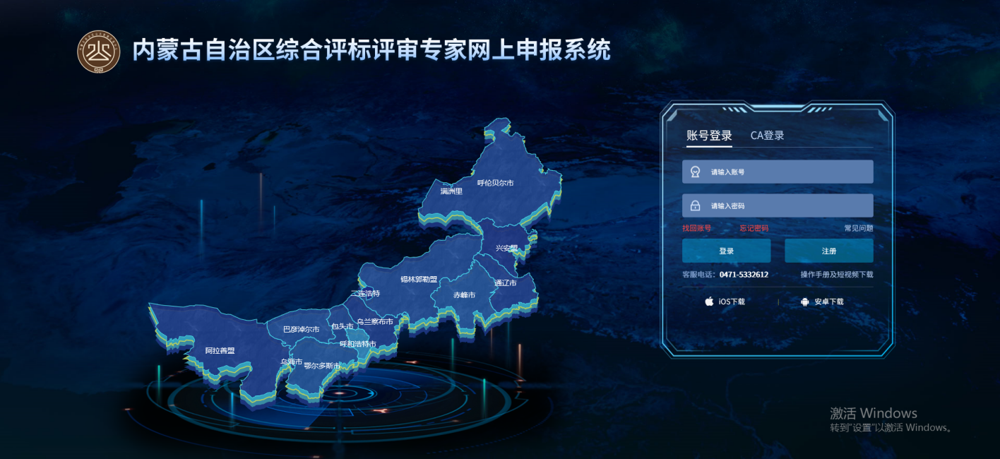 内蒙古自治区综合评标评审专家网上申报系统
账号登录 CA登录
请输入账号
请输入密码
找回账号 忘记密码 常见问题
登录 注册
客服电话：0471-5332612 操作手册及短视频下载
iOS下载 安卓下载
呼伦贝尔市
满洲里
兴安盟
锡林郭勒盟
通辽市
二连浩特
赤峰市
乌兰察布市
包头市
巴彦淖尔市
呼和浩特市
阿拉善盟
乌海市
鄂尔多斯市
激活 Windows
转到"设置"以激活 Windows。